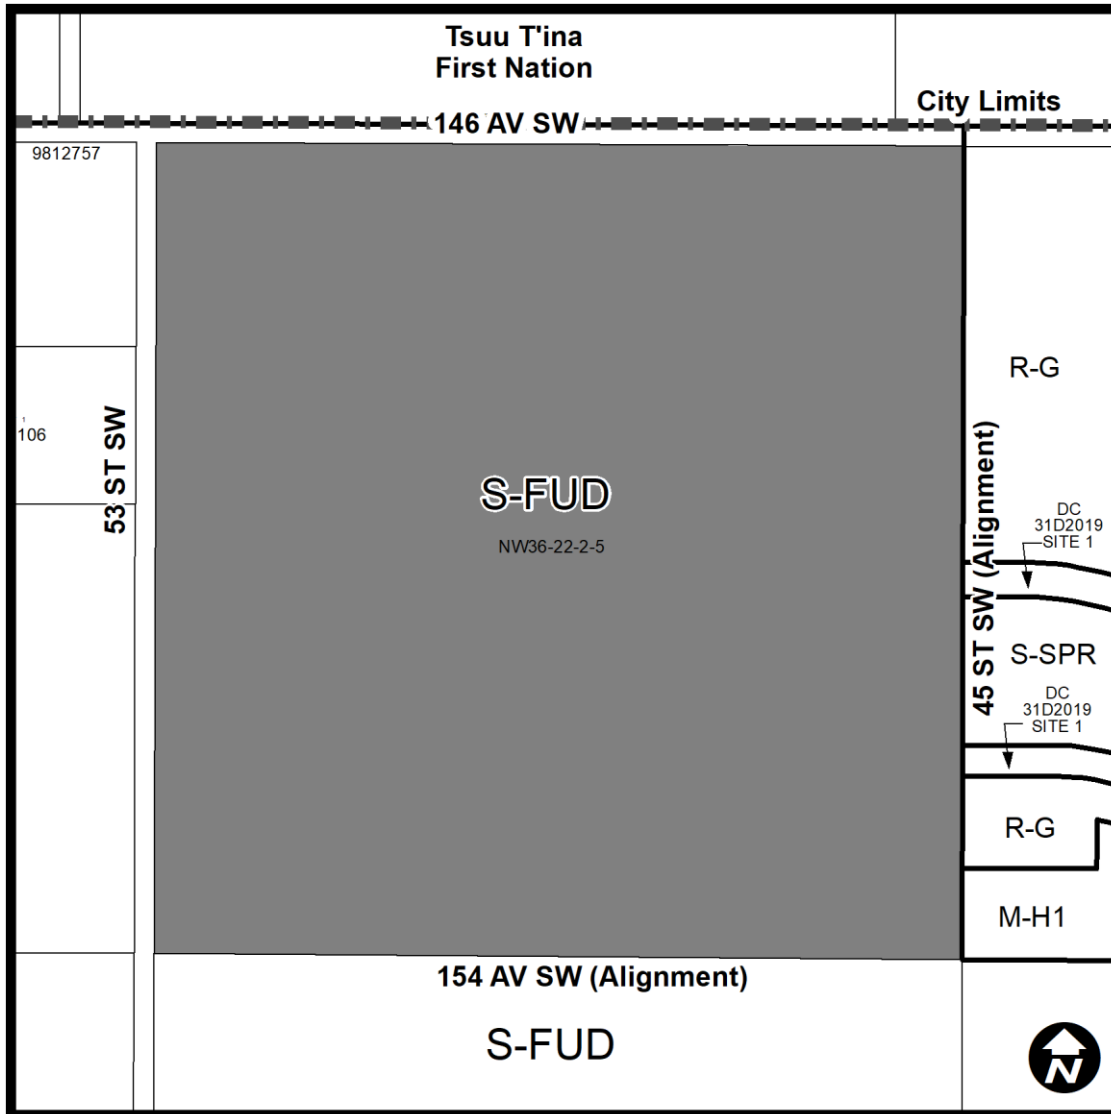 Tsuu T'ina
First Nation
City Limits
146 AV SW
9812757
R-G
1
106
53 ST SW
S-FUD
NW36-22-2-5
45 ST SW (Alignment)
DC
31D2019
SITE 1
S-SPR
DC
31D2019
SITE 1
R-G
M-H1
154 AV SW (Alignment)
S-FUD
N